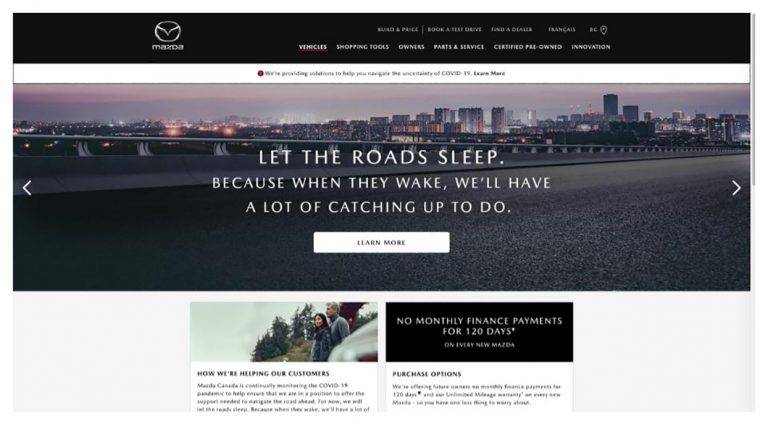 BUILD & PRICE | BOOK A TEST DRIVE FIND A DEALER FRANÇAIS BC
mazda
VEHICLES SHOPPING TOOLS OWNERS PARTS & SERVICE CERTIFIED PRE-OWNED INNOVATION
We're providing solutions to help you navigate the uncertainty of COVID-19. Learn More
LET THE ROADS SLEEP.
BECAUSE WHEN THEY WAKE, WE'LL HAVE
A LOT OF CATCHING UP TO DO.
LEARN MORE
HOW WE'RE HELPING OUR CUSTOMERS
Mazda Canada is continually monitoring the COVID-19
pandemic to help ensure that we are in a position to offer the
support needed to navigate the road ahead. For now, we will
let the roads sleep. Because when they wake, we'll have a lot of
NO MONTHLY FINANCE PAYMENTS
FOR 120 DAYS▼
ON EVERY NEW MAZDA
PURCHASE OPTIONS
We're offering future owners no monthly finance payments for
120 days▼ and our Unlimited Mileage warranty* on every new
Mazda - so you have one less thing to worry about.